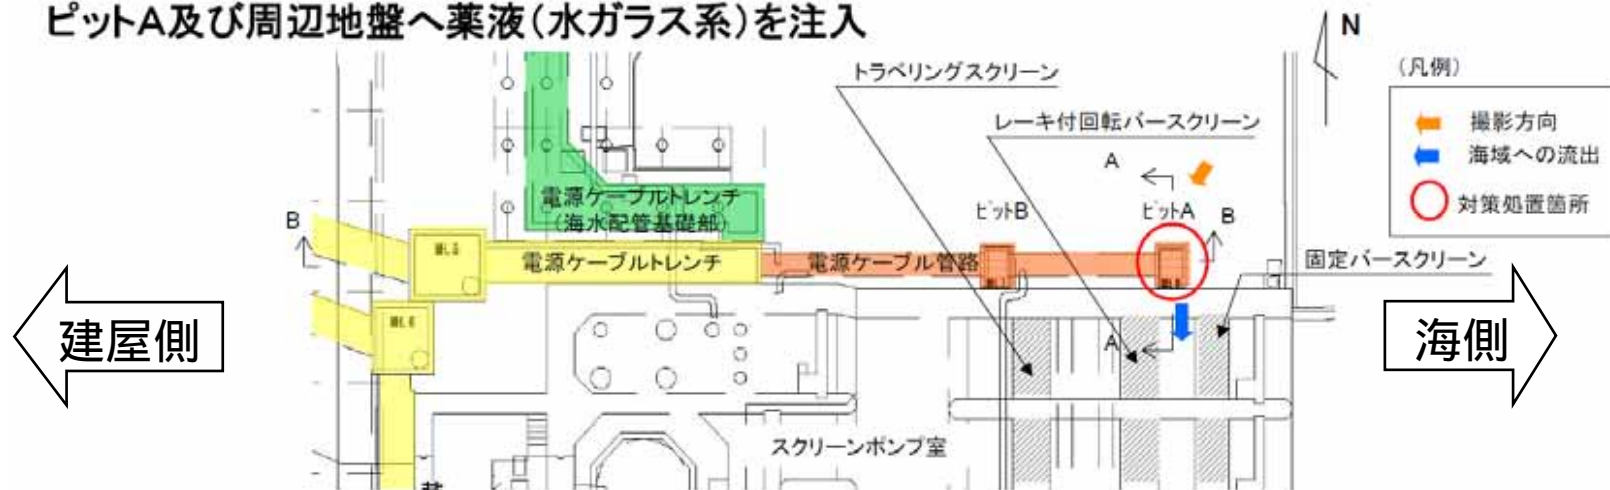 ピットA及び周辺地盤へ薬液（水ガラス系）を注入
N
（凡例）
撮影方向
海域への流出
対策処置箇所
トラベリングスクリーン
レーキ付回転バースクリーン
A
電源ケーブルトレンチ
（海水配管基礎部）
ピットB
ピットA
B
B
電源ケーブルトレンチ
電源ケーブル管路
固定バースクリーン
建屋側
海側
A
スクリーンポンプ室